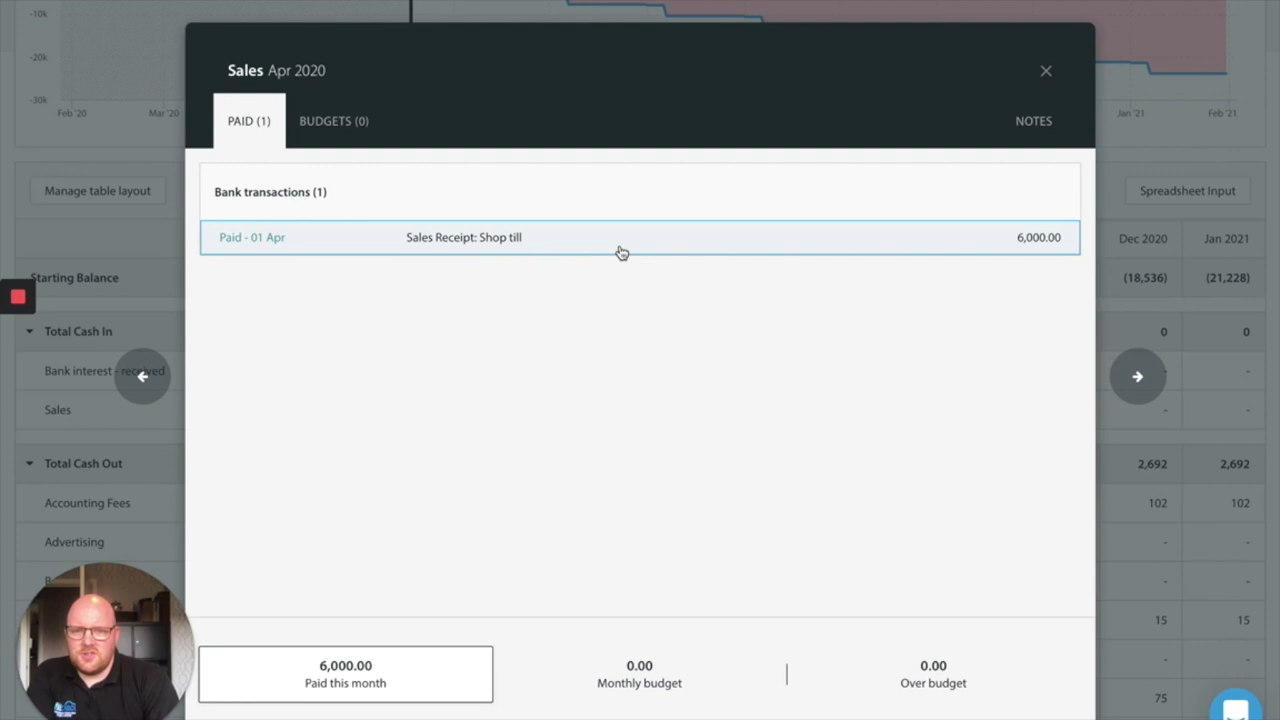 -10k
-20k
-30k
Feb '20
Mar '20
Jan '21
Feb '21
Sales Apr 2020
PAID (1)
BUDGETS (0)
NOTES
Manage table layout
Spreadsheet Input
Bank transactions (1)
Paid - 01 Apr
Sales Receipt: Shop till
6,000.00
Dec 2020
Jan 2021
Starting Balance
(18,536)
(21,228)
Total Cash In
0
0
Bank interest - received
-
-
Sales
-
-
Total Cash Out
2,692
2,692
Accounting Fees
102
102
Advertising
-
-
-
-
15
15
-
-
75
6,000.00
Paid this month
0.00
Monthly budget
0.00
Over budget